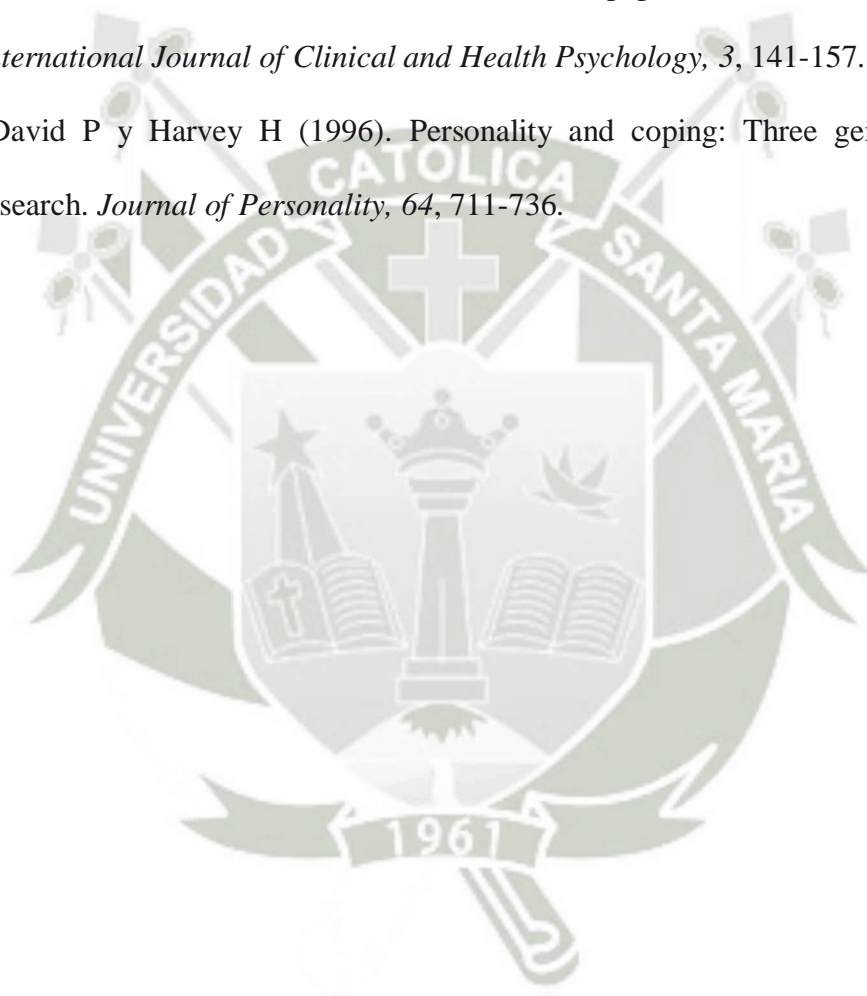 nternational Journal of Clinical and Health Psychology, 3, 141-157.
David P y Harvey H (1996). Personality and coping: Three ge
search. Journal of Personality, 64, 711-736.
UNIVERSIDAD CATOLICA SANTA MARIA
1961